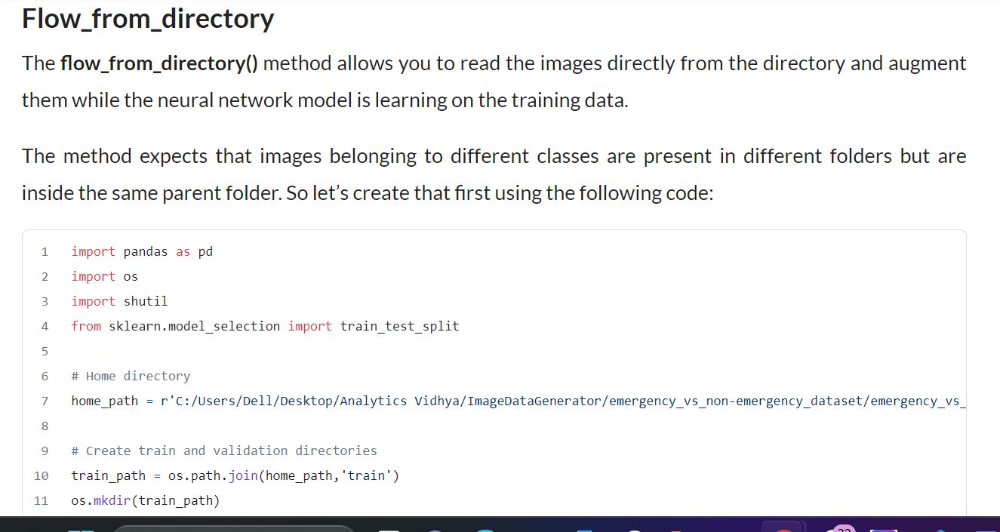 Flow_from_directory
The flow_from_directory() method allows you to read the images directly from the directory and augment
them while the neural network model is learning on the training data.
The method expects that images belonging to different classes are present in different folders but are
inside the same parent folder. So let’s create that first using the following code:
1 import pandas as pd
2 import os
3 import shutil
4 from sklearn.model_selection import train_test_split
5
6 # Home directory
7 home_path = r'C:/Users/Dell/Desktop/Analytics Vidhya/ImageDataGenerator/emergency_vs_non-emergency_dataset/emergency_vs_
8
9 # Create train and validation directories
10 train_path = os.path.join(home_path,'train')
11 os.mkdir(train_path)